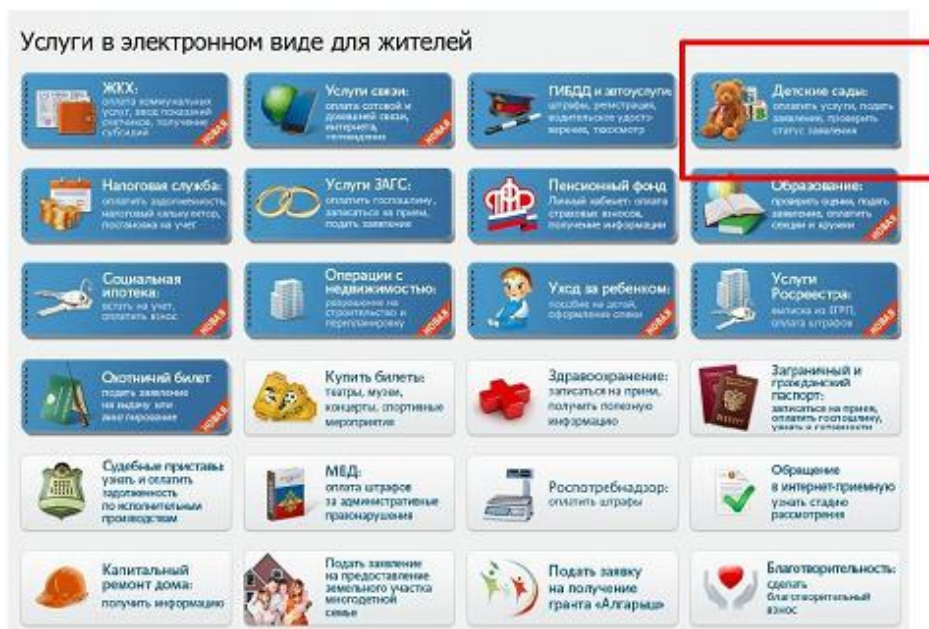 Услуги в электронном виде для жителей
ЖКХ:
оплата коммунальных
услуг, ввод показаний
счетчиков, получение
субсидий
НОВАЯ
Услуги связи:
оплата сотовой и
домашней связи,
интернета,
телевидения
НОВАЯ
ГИБДД и автоуслуги:
штрафы, регистрация,
водительского удосто-
верение, техосмотр
Детские сады:
оплатить услуги, подать
заявление, проверить
статус заявления
Налоговая служба:
оплатить задолженность,
налоговый калькулятор,
постановка на учет
Услуги ЗАГС:
оплатить госпошлину,
записаться на прием,
подать заявление
Пенсионный фонд
Личный кабинет: оплата
страховых взносов,
получение информации
Образование:
проверить оценки, подать
заявление, оплатить
секции и кружки
НОВАЯ
Социальная
ипотека:
встать на учет,
оплатить взнос
НОВАЯ
Операции с
недвижимостью:
разрешение на
строительство и
перепланировку
НОВАЯ
Уход за ребенком:
пособие на детей,
оформление опеки
НОВАЯ
Услуги
Росреестра:
выписка из ЕГРП,
оплата штрафов
НОВАЯ
Охотничий билет
подать заявление
на выдачу или
аннулирование
НОВАЯ
Купить билеты:
театры, музеи,
концерты, спортивные
мероприятия
Здравоохранение:
записаться на прием,
получить полезную
информацию
Заграничный и
гражданский
паспорт:
записаться на прием,
оплатить госпошлину,
узнать о готовности
Судебные приставы:
узнать и оплатить
задолженность
по исполнительным
производствам
МВД:
оплата штрафов
за административные
правонарушения
Роспотребнадзор:
оплатить штрафы
Обращение
в интернет-приемную
узнать стадию
рассмотрения
Капитальный
ремонт дома:
получить информацию
Подать заявление
на предоставление
земельного участка
многодетной
семье
Подать заявку
на получение
гранта «Алгарыш»
Благотворительность:
сделать
благотворительный
взнос